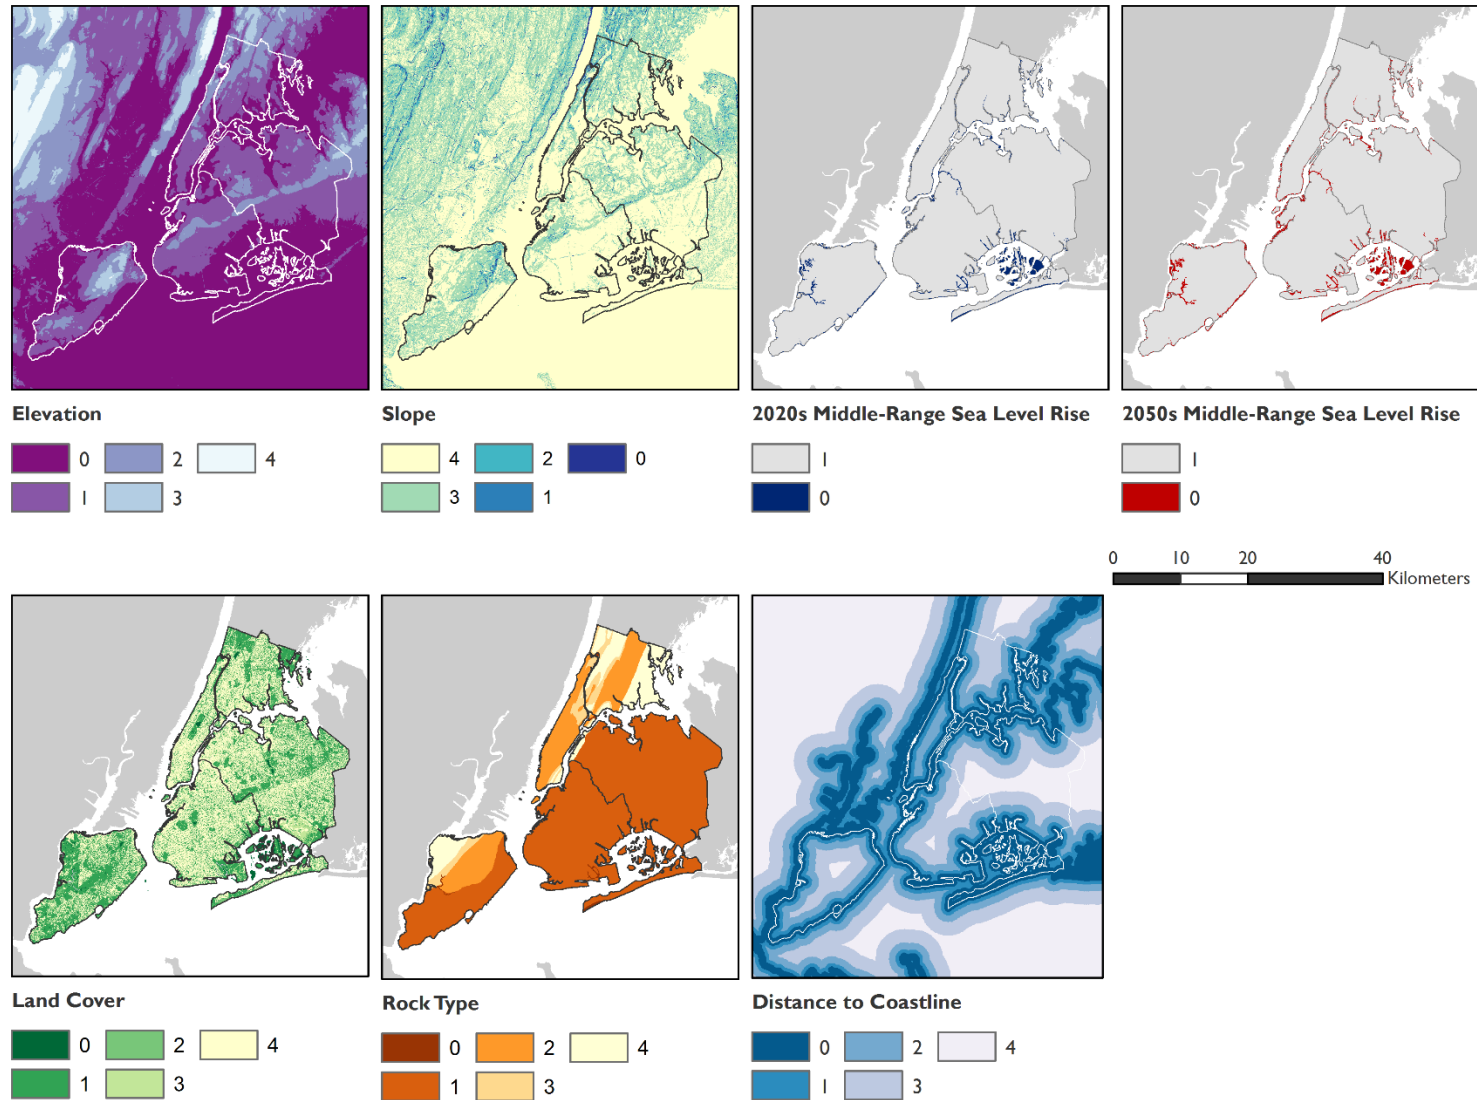 Elevation
0 2 4
1 3
Slope
4 2 0
3 1
2020s Middle-Range Sea Level Rise
1
0
2050s Middle-Range Sea Level Rise
1
0
0 10 20 40
Kilometers
Land Cover
0 2 4
1 3
Rock Type
0 2 4
1 3
Distance to Coastline
0 2 4
1 3